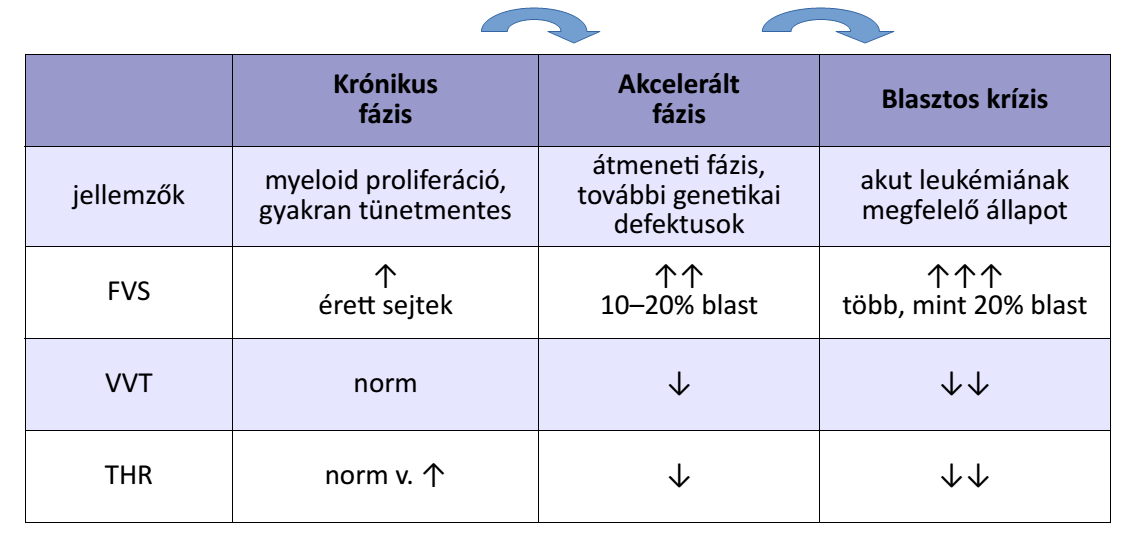 Krónikus
fázis
Akcelerált
fázis
Blasztos krízis
jellemzők
myeloid proliferáció,
gyakran tünetmentes
átmeneti fázis,
további genetikai
defektusok
akut leukémiának
megfelelő állapot
FVS
↑
érett sejtek
↑↑
10–20% blast
↑↑↑
több, mint 20% blast
VVT
norm
↓
↓↓
THR
norm v. ↑
↓
↓↓